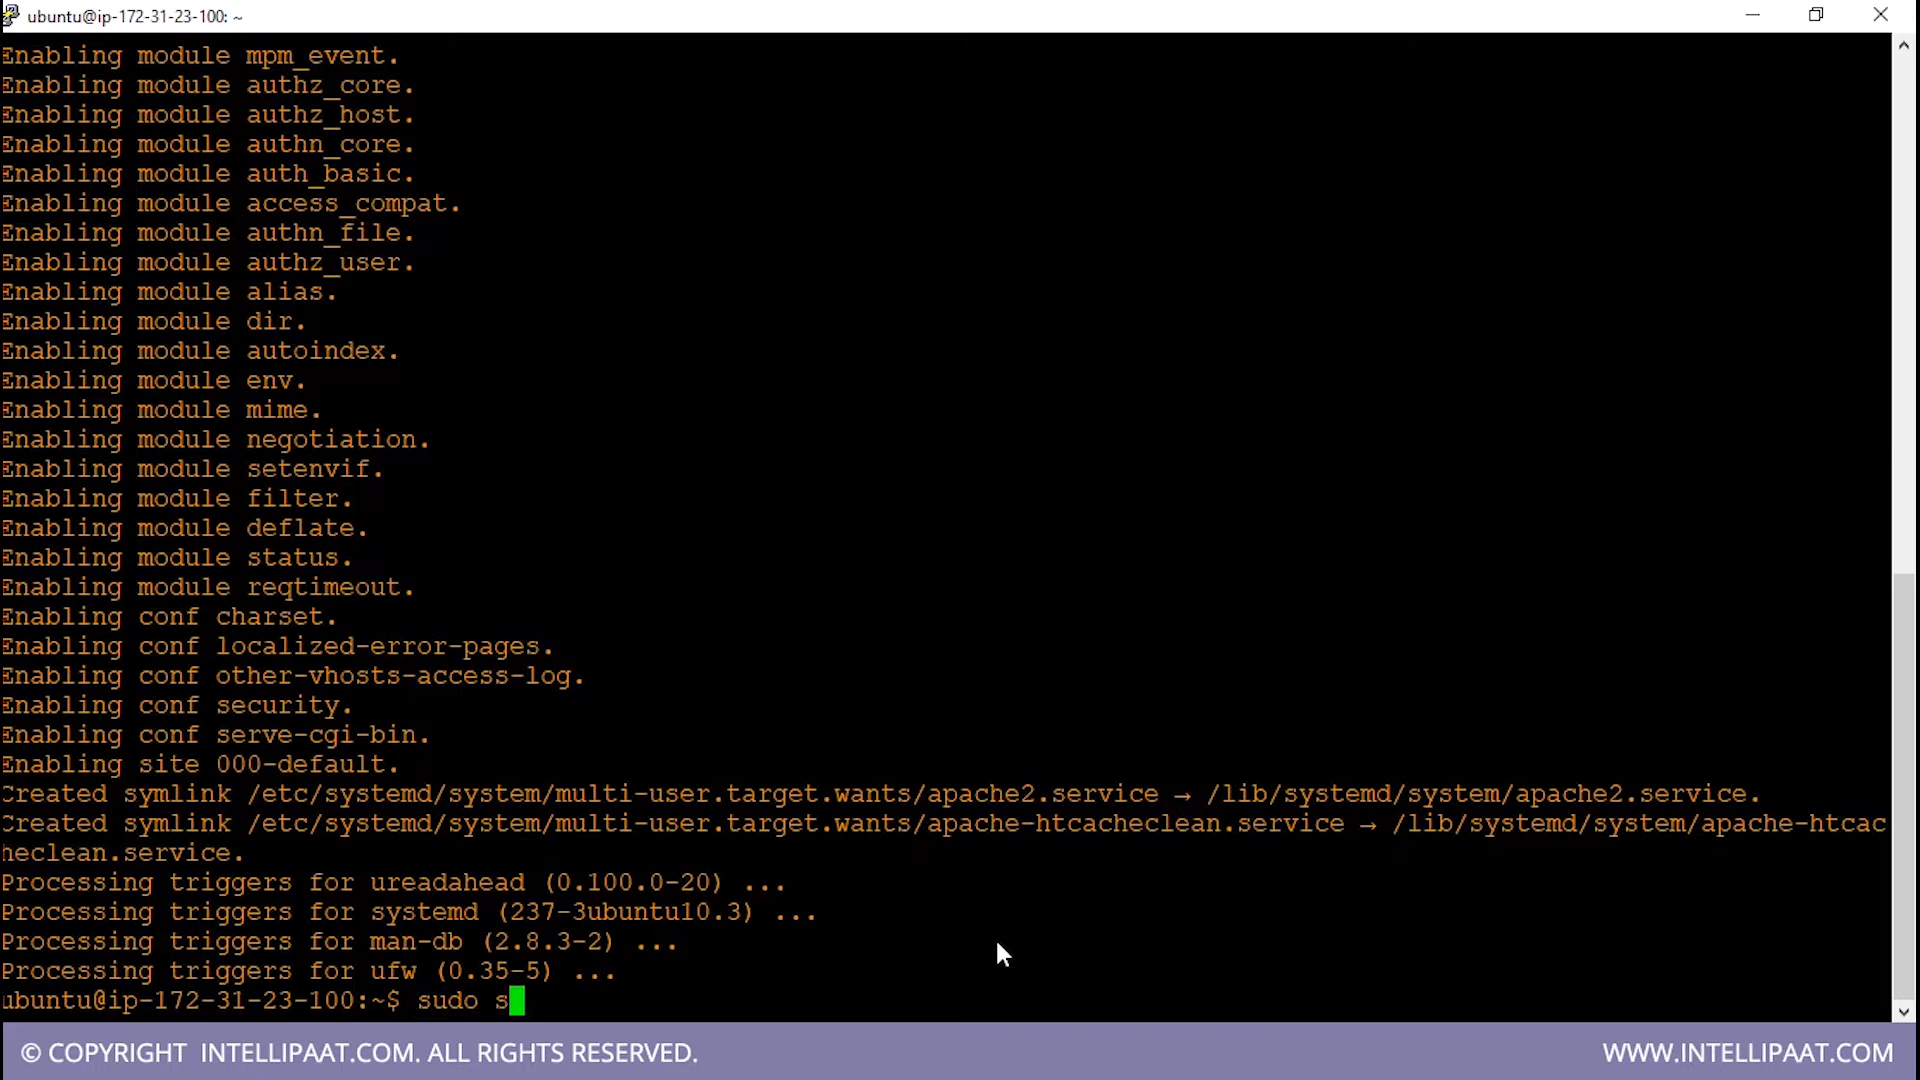 ubuntu@ip-172-31-23-100: ~
Enabling module mpm_event.
Enabling module authz_core.
Enabling module authz_host.
Enabling module authn_core.
Enabling module auth_basic.
Enabling module access_compat.
Enabling module authn_file.
Enabling module authz_user.
Enabling module alias.
Enabling module dir.
Enabling module autoindex.
Enabling module env.
Enabling module mime.
Enabling module negotiation.
Enabling module setenvif.
Enabling module filter.
Enabling module deflate.
Enabling module status.
Enabling module reqtimeout.
Enabling conf charset.
Enabling conf localized-error-pages.
Enabling conf other-vhosts-access-log.
Enabling conf security.
Enabling conf serve-cgi-bin.
Enabling site 000-default.
Created symlink /etc/systemd/system/multi-user.target.wants/apache2.service → /lib/systemd/system/apache2.service.
Created symlink /etc/systemd/system/multi-user.target.wants/apache-htcacheclean.service → /lib/systemd/system/apache-htcac
heclean.service.
Processing triggers for ureadahead (0.100.0-20) ...
Processing triggers for systemd (237-3ubuntu10.3) ...
Processing triggers for man-db (2.8.3-2) ...
Processing triggers for ufw (0.35-5) ...
ubuntu@ip-172-31-23-100:~$ sudo s
© COPYRIGHT INTELLIPAAT.COM. ALL RIGHTS RESERVED.
WWW.INTELLIPAAT.COM